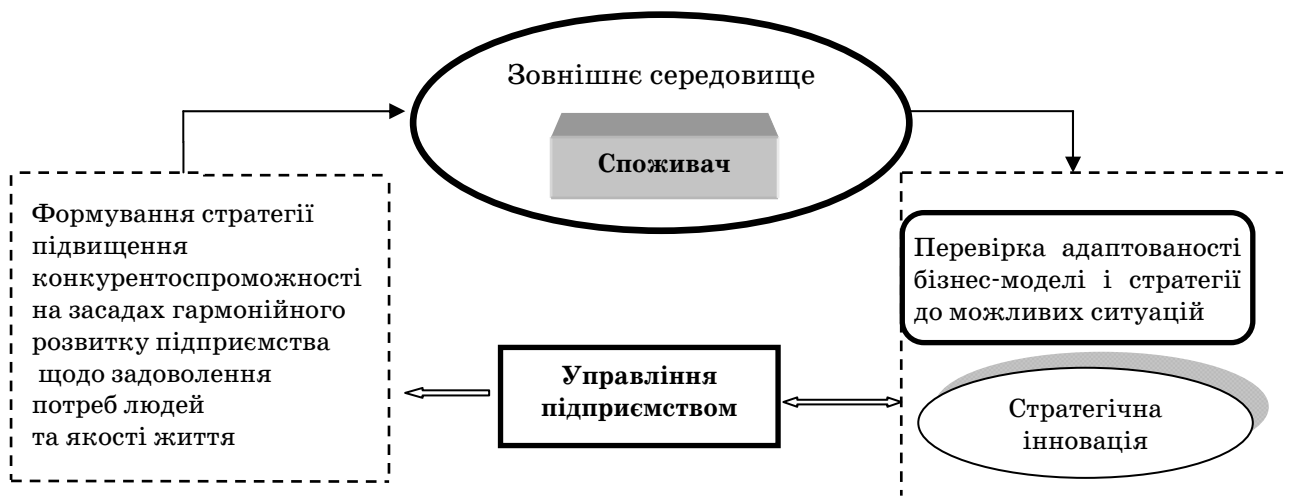 Зовнішнє середовище
Споживач
Формування стратегії
підвищення
конкурентоспроможності
на засадах гармонійного
розвитку підприємства
щодо задоволення
потреб людей
та якості життя
Управління
підприємством
Перевірка адаптованості
бізнес-моделі і стратегії
до можливих ситуацій
Стратегічна
інновація